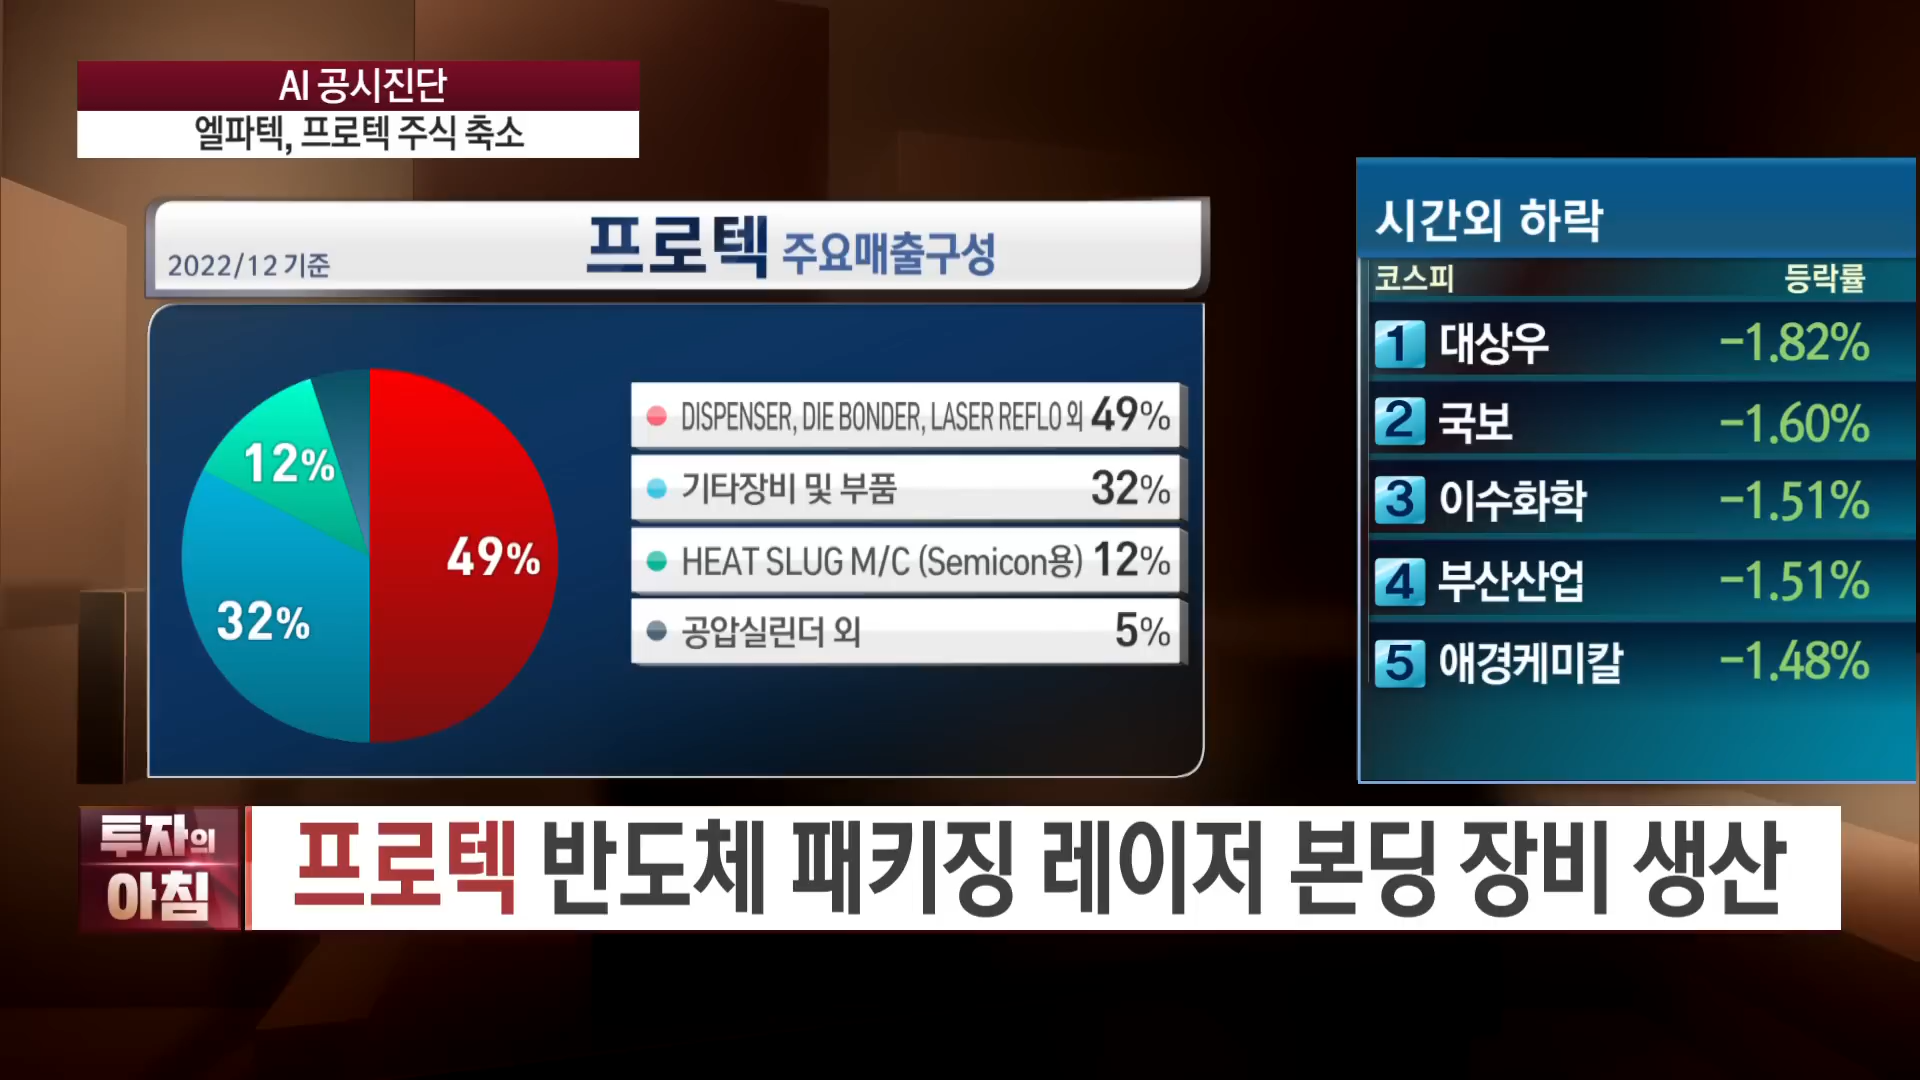 AI 공시진단
엘파텍, 프로텍 주식 축소
2022/12 기준
프로텍 주요매출구성
12%
49%
32%
DISPENSER, DIE BONDER, LASER REFLO 외 49%
기타장비 및 부품 32%
HEAT SLUG M/C (Semicon용) 12%
공압실린더 외 5%
시간외 하락
코스피 등락률
1 대상우 -1.82%
2 국보 -1.60%
3 이수화학 -1.51%
4 부산산업 -1.51%
5 애경케미칼 -1.48%
투자의
아침
프로텍 반도체 패키징 레이저 본딩 장비 생산